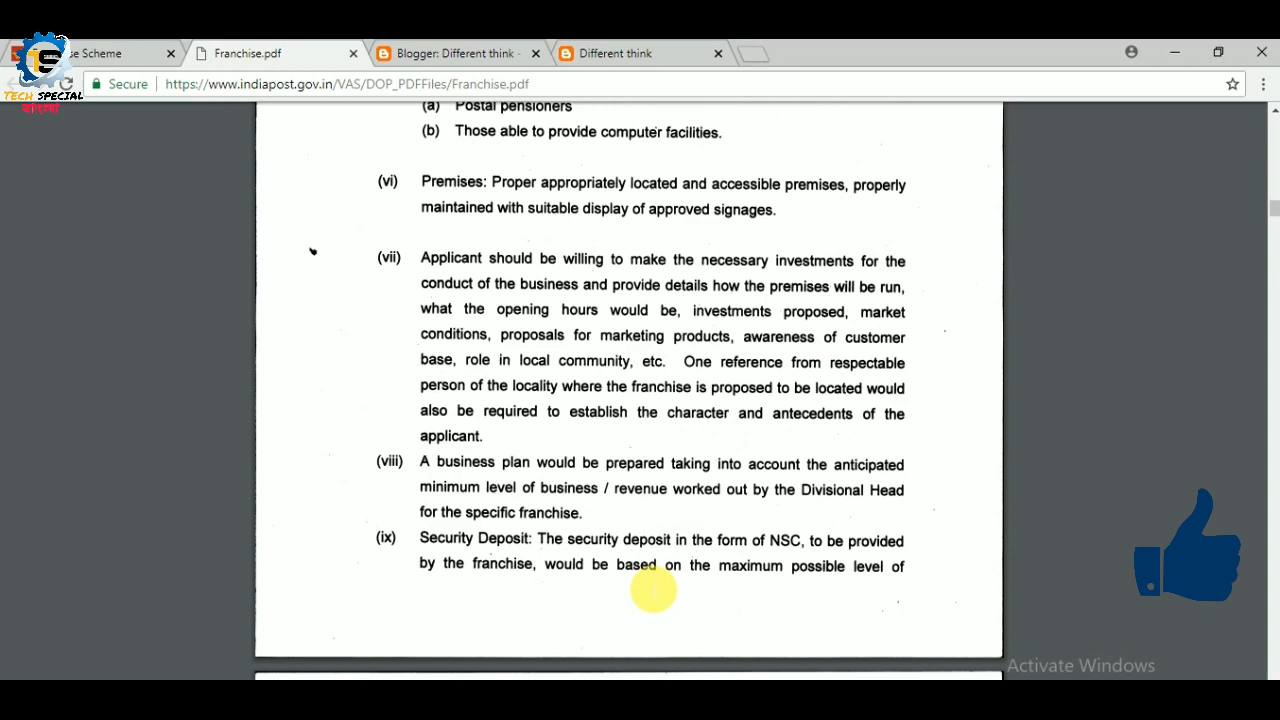 se Scheme
Franchise.pdf
Blogger: Different think -
Different think
Secure
https://www.indiapost.gov.in/VAS/DOP_PDFFiles/Franchise.pdf
TECH SPECIAL
বাংলা
(a) Postal pensioners
(b) Those able to provide computer facilities.
(vi) Premises: Proper appropriately located and accessible premises, properly
maintained with suitable display of approved signages.
(vii) Applicant should be willing to make the necessary investments for the
conduct of the business and provide details how the premises will be run,
what the opening hours would be, investments proposed, market
conditions, proposals for marketing products, awareness of customer
base, role in local community, etc. One reference from respectable
person of the locality where the franchise is proposed to be located would
also be required to establish the character and antecedents of the
applicant.
(viii) A business plan would be prepared taking into account the anticipated
minimum level of business / revenue worked out by the Divisional Head
for the specific franchise.
(ix) Security Deposit: The security deposit in the form of NSC, to be provided
by the franchise, would be based on the maximum possible level of
Activate Windows